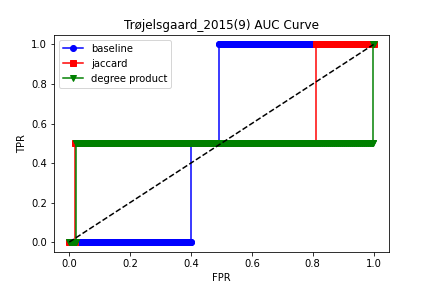 Trøjelsgaard_2015(9) AUC Curve
baseline
jaccard
degree product
TPR
1.0
0.8
0.6
0.4
0.2
0.0
0.0 0.2 0.4 0.6 0.8 1.0
FPR